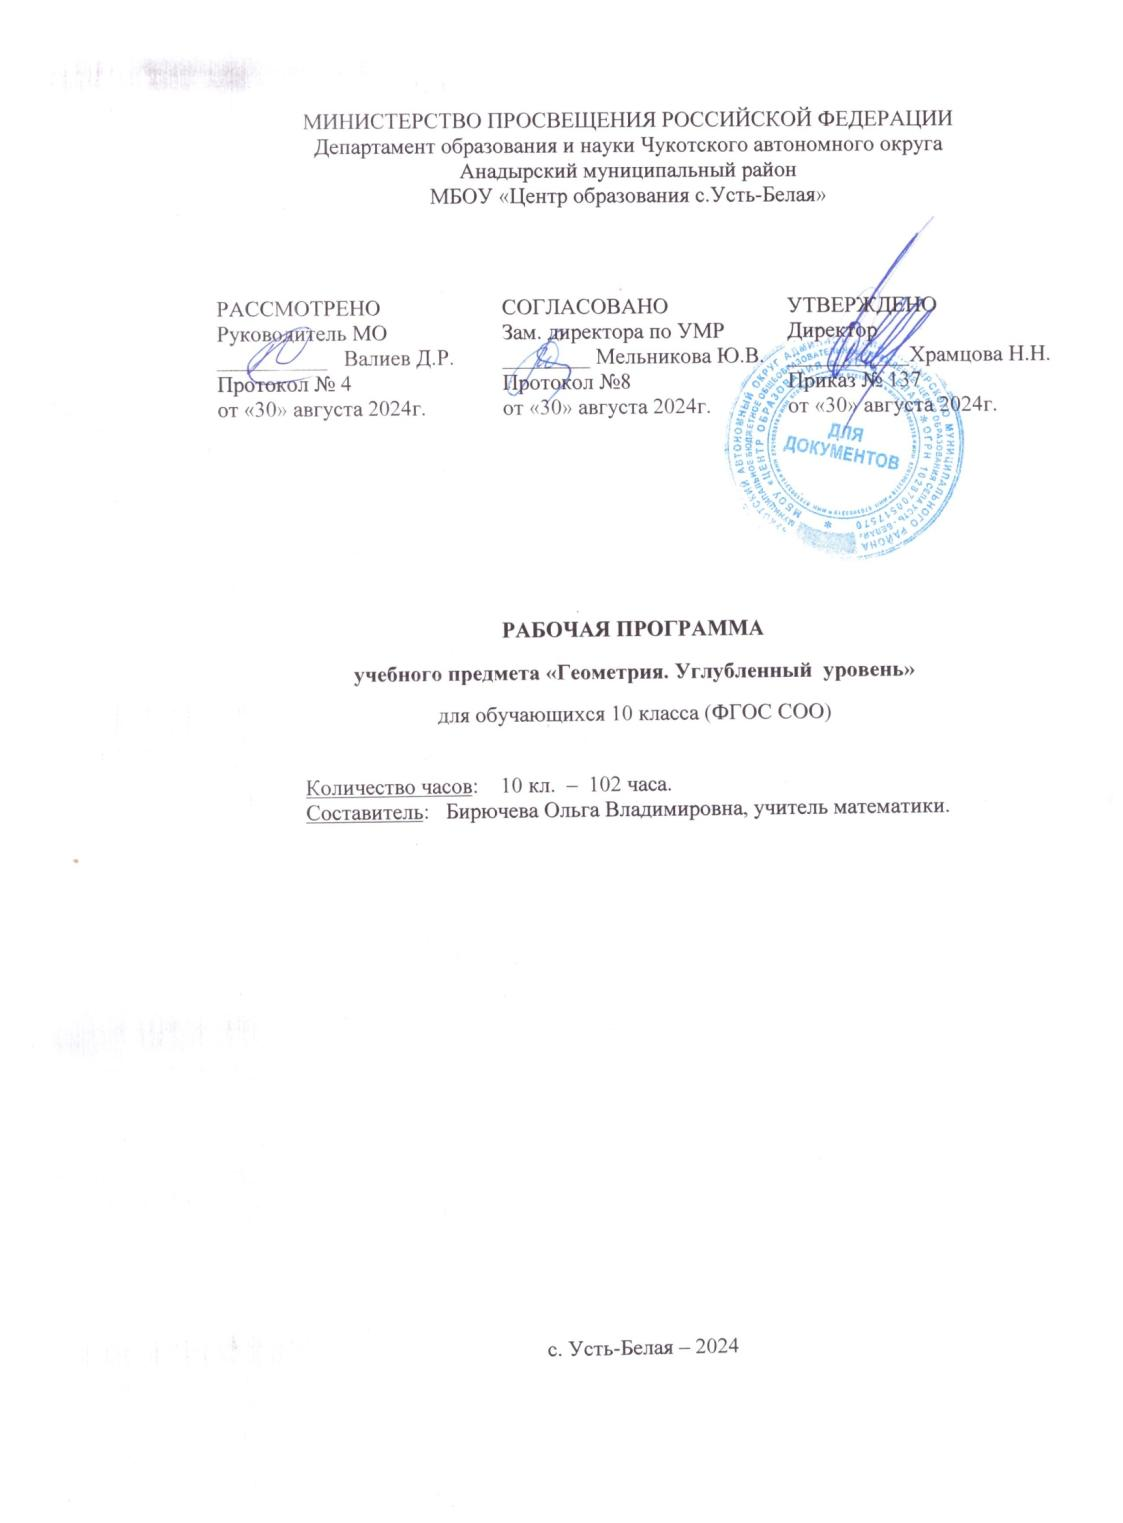 МИНИСТЕРСТВО ПРОСВЕЩЕНИЯ РОССИЙСКОЙ ФЕДЕРАЦИИ
Департамент образования и науки Чукотского автономного округа
Анадырский муниципальный район
МБОУ «Центр образования с.Усть-Белая»
РАССМОТРЕНО
Руководитель МО
Валиев Д.Р.
Протокол № 4
от «30» августа 2024г.
СОГЛАСОВАНО
Зам. директора по УМР
Мельникова Ю.В.
Протокол №8
от «30» августа 2024г.
УТВЕРЖДЕНО
Директор
Храмцова Н.Н.
Приказ № 137
от «30» августа 2024г.
ДЛЯ
ДОКУМЕНТОВ
РАБОЧАЯ ПРОГРАММА
учебного предмета «Геометрия. Углубленный уровень»
для обучающихся 10 класса (ФГОС СОО)
Количество часов: 10 кл. – 102 часа.
Составитель: Бирючева Ольга Владимировна, учитель математики.
с. Усть-Белая – 2024